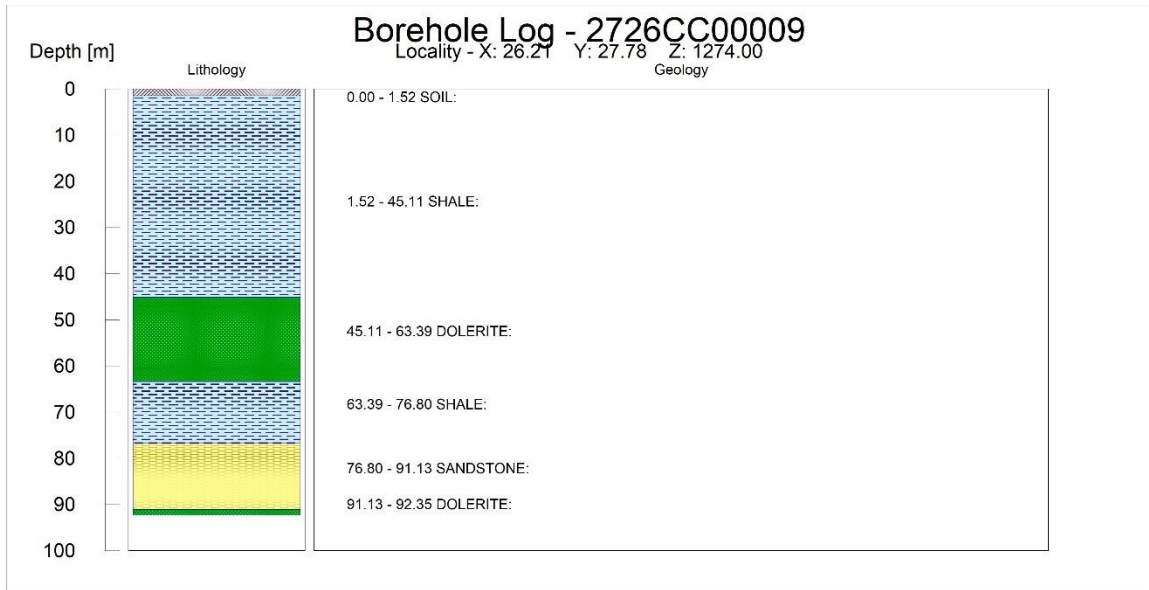 Borehole Log - 2726CC00009
Locality - X: 26.21 Y: 27.78 Z: 1274.00
Depth [m]
Lithology
Geology
0
10
20
30
40
50
60
70
80
90
100
0.00 - 1.52 SOIL:
1.52 - 45.11 SHALE:
45.11 - 63.39 DOLERITE:
63.39 - 76.80 SHALE:
76.80 - 91.13 SANDSTONE:
91.13 - 92.35 DOLERITE: